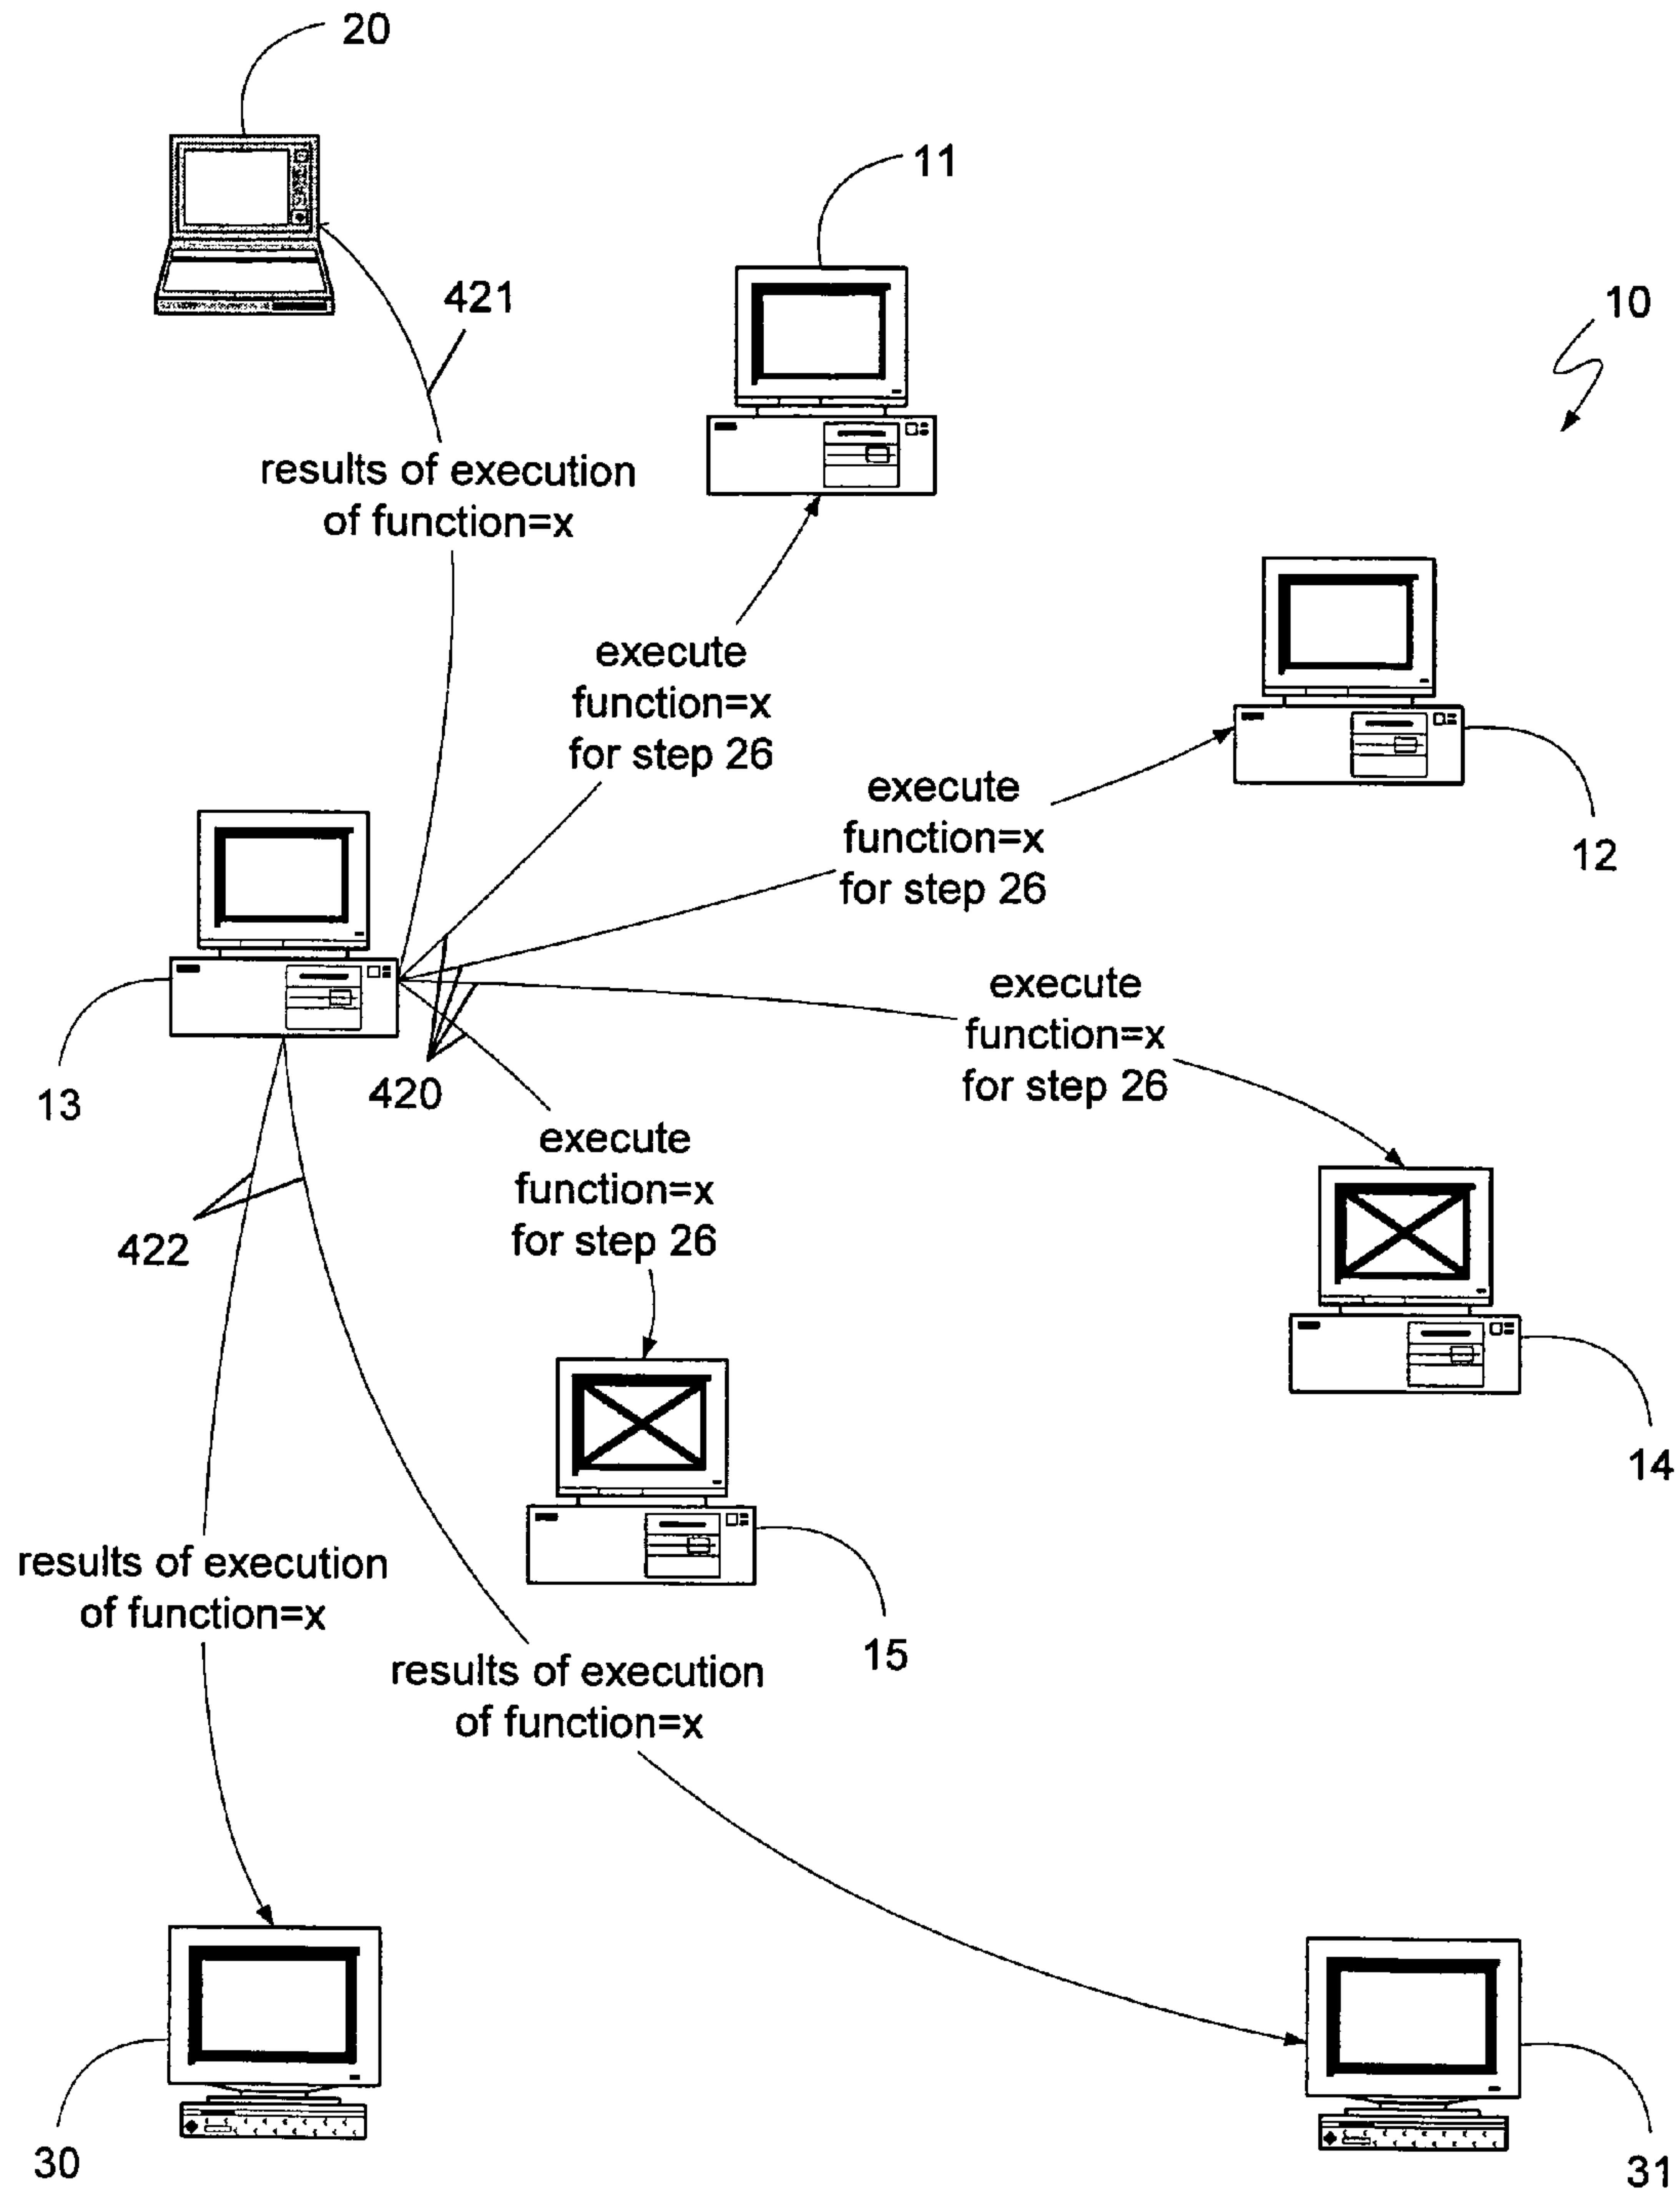 20
11
421
10
results of execution
of function=x
execute
function=x
for step 26
execute
function=x
for step 26
12
execute
function=x
for step 26
13
420
execute
function=x
for step 26
422
14
results of execution
of function=x
15
results of execution
of function=x
30
31